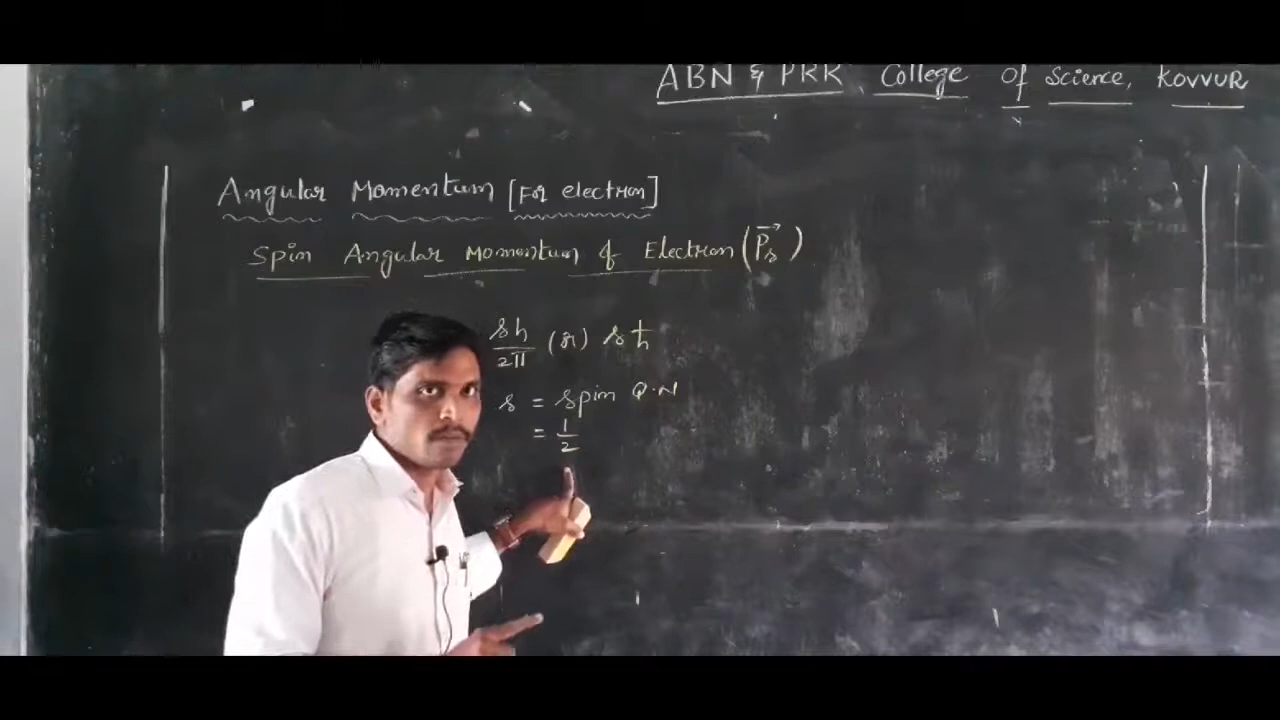 ABN & PRR College Of Science, KOVVUR
Angular Momentum [For electron]
Spin Angular Momentum of Electron (P⃗s)
sh/2π (or) sħ
s = spin Q.N
= 1/2